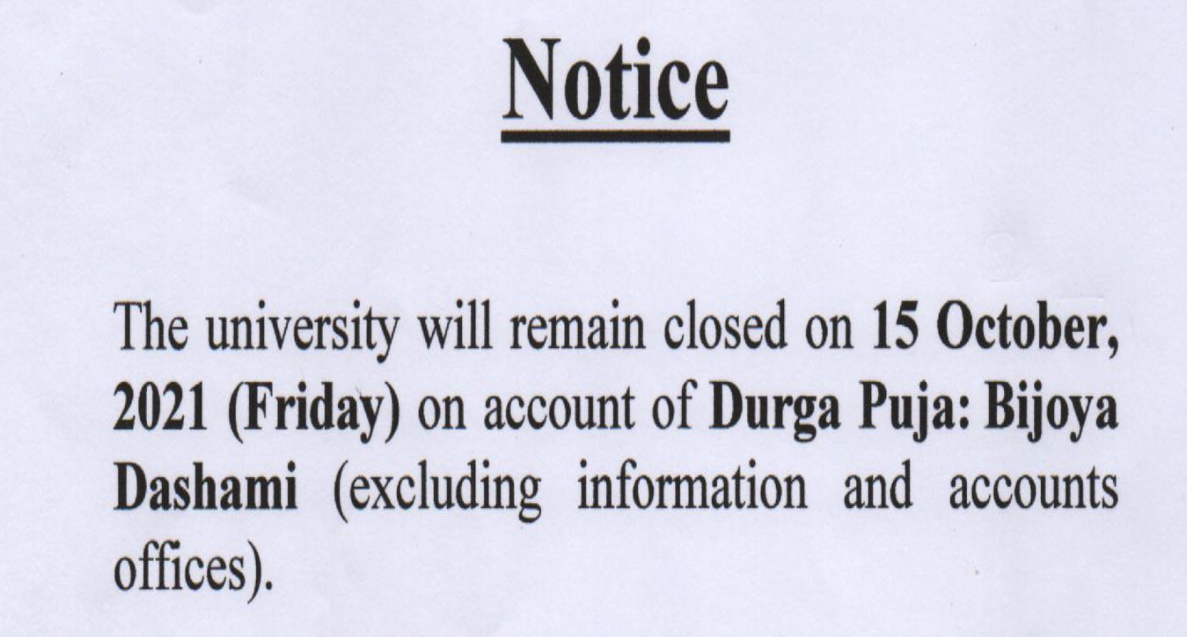 Notice
The university will remain closed on 15 October,
2021 (Friday) on account of Durga Puja: Bijoya
Dashami (excluding information and accounts
offices).